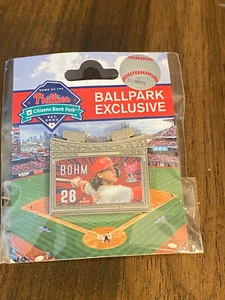 HOME OF THE
Phillies
Citizens Bank Park
BALLPARK
EXCLUSIVE
BOHM
28